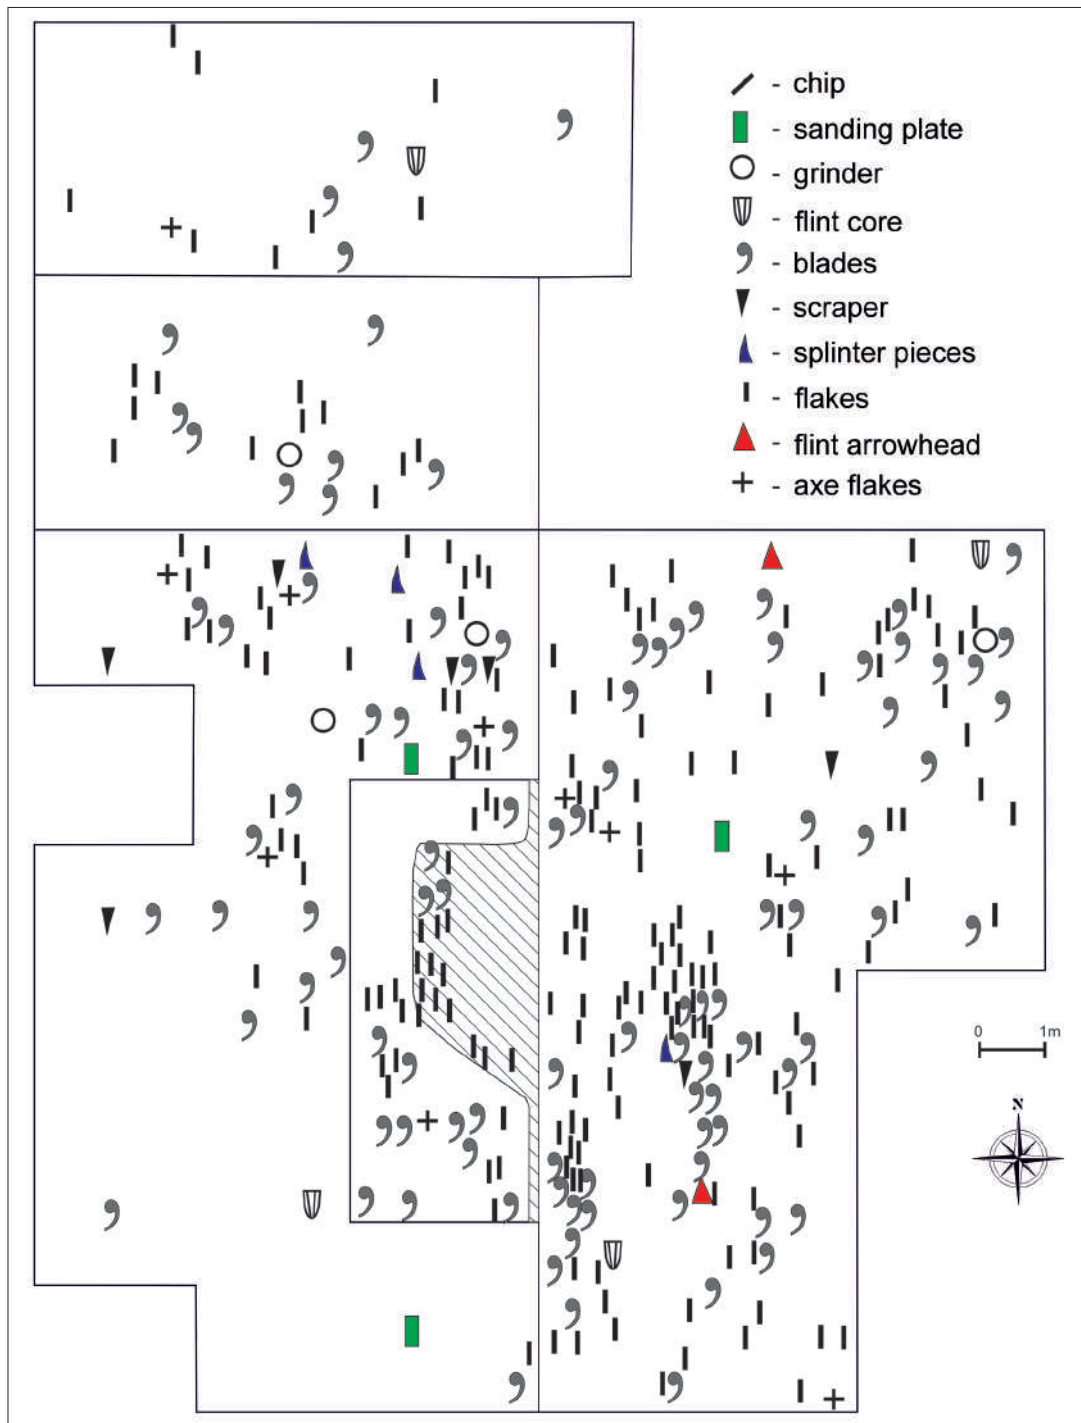 - chip
- sanding plate
- grinder
- flint core
- blades
- scraper
- splinter pieces
- flakes
- flint arrowhead
- axe flakes
0 1m
N